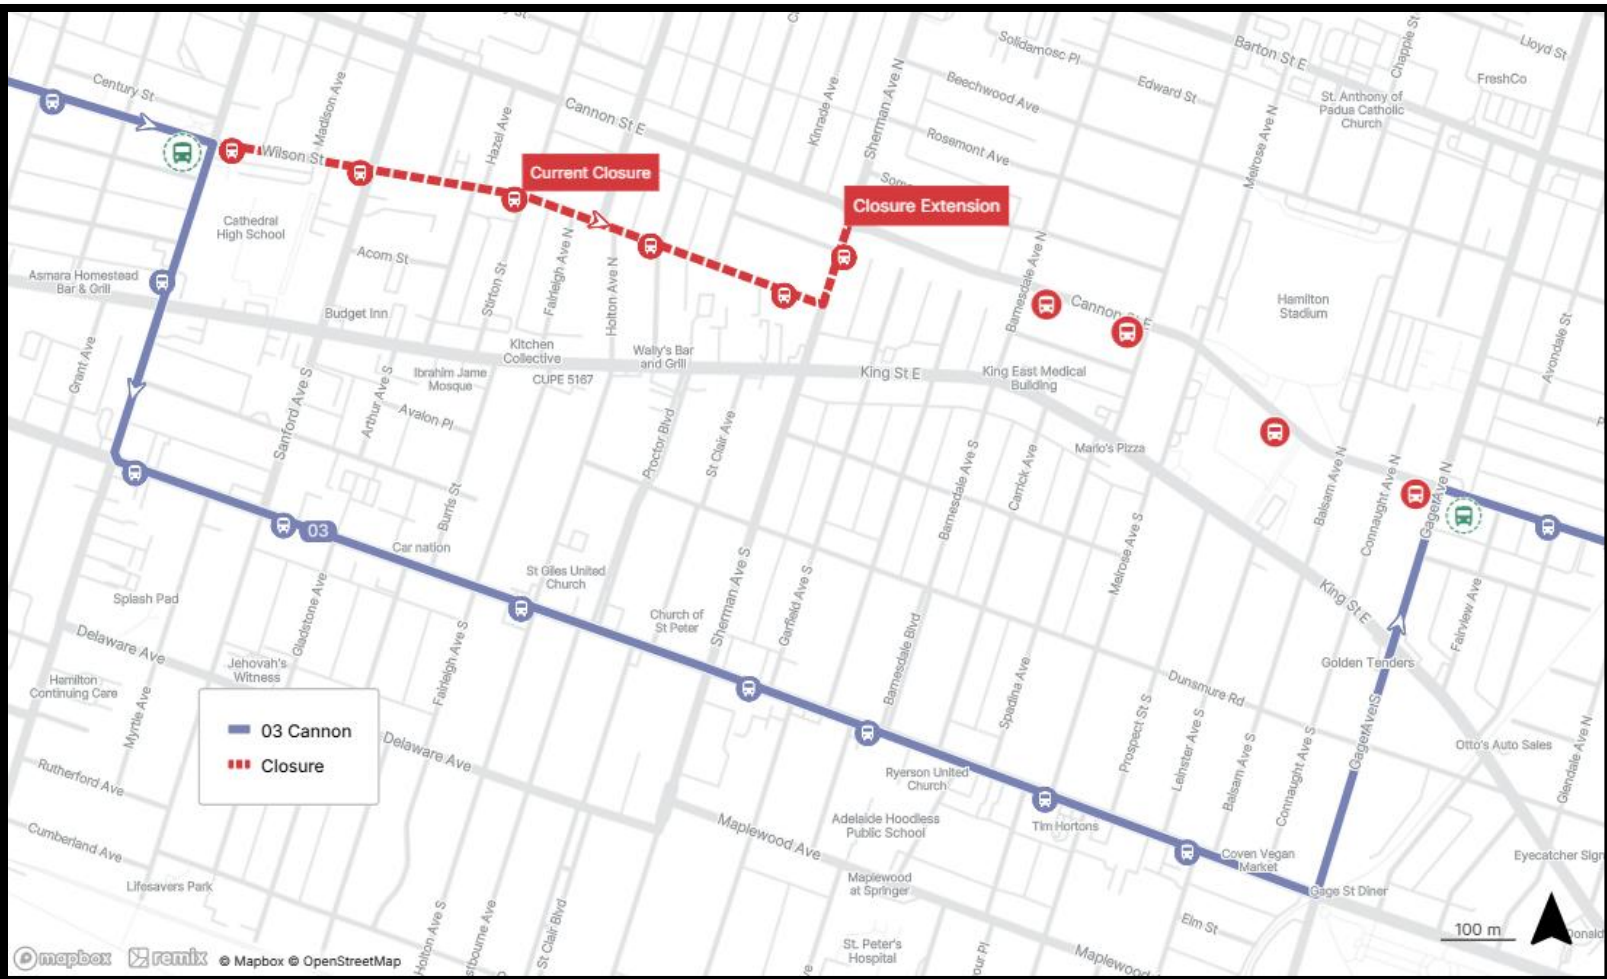 Century St
Madison Ave
Wilson St
Hazel Ave
Cannon St E
Kinrade Ave
Sherman Ave N
Solidamosc Pl
Beechwood Ave
Edward St
Rosemont Ave
Barton St E
Chapple St
Lloyd St
FreshCo
St. Anthony of
Padua Catholic
Church
Melrose Ave N
Current Closure
Closure Extension
Cathedral
High School
Acorn St
Asmara Homestead
Bar & Grill
Budget Inn
Stirton St
Fairleigh Ave N
Holton Ave N
Barnesdale Ave N
Cannon St E
Hamilton
Stadium
Avondale St
Grant Ave
Kitchen
Collective
Wally's Bar
and Grill
CUPE 5167
Ibrahim Jame
Mosque
King St E
King East Medical
Building
Sanford Ave S
Arthur Ave S
Avalon Pl
Proctor Blvd
St Clair Ave
Mario's Pizza
Barnesdale Ave S
Carrick Ave
Balsam Ave N
Connaught Ave N
Gage Ave N
03
Burris St
Car nation
St Giles United
Church
Melrose Ave S
Splash Pad
Gladstone Ave
Sherman Ave S
Garfield Ave S
Church of
St Peter
King St E
Fairview Ave
Delaware Ave
Jehovah's
Witness
Fairleigh Ave S
Barnesdale Blvd
Golden Tenders
Hamilton
Continuing Care
Myrtle Ave
Spadina Ave
Dunsmure Rd
Prospect St S
Leinster Ave S
Balsam Ave S
Connaught Ave S
Gage Ave S
Otto's Auto Sales
Glendale Ave N
03 Cannon
Closure
Delaware Ave
Rutherford Ave
Ryerson United
Church
Adelaide Hoodless
Public School
Tim Hortons
Maplewood Ave
Cumberland Ave
Coven Vegan
Market
Eyecatcher Sign
Lifesavers Park
Maplewood
at Springer
Gage St Diner
Elm St
100 m
Holton Ave S
St Clair Blvd
St. Peter's
Hospital
Maplewood
mapbox
remix
© Mapbox © OpenStreetMap